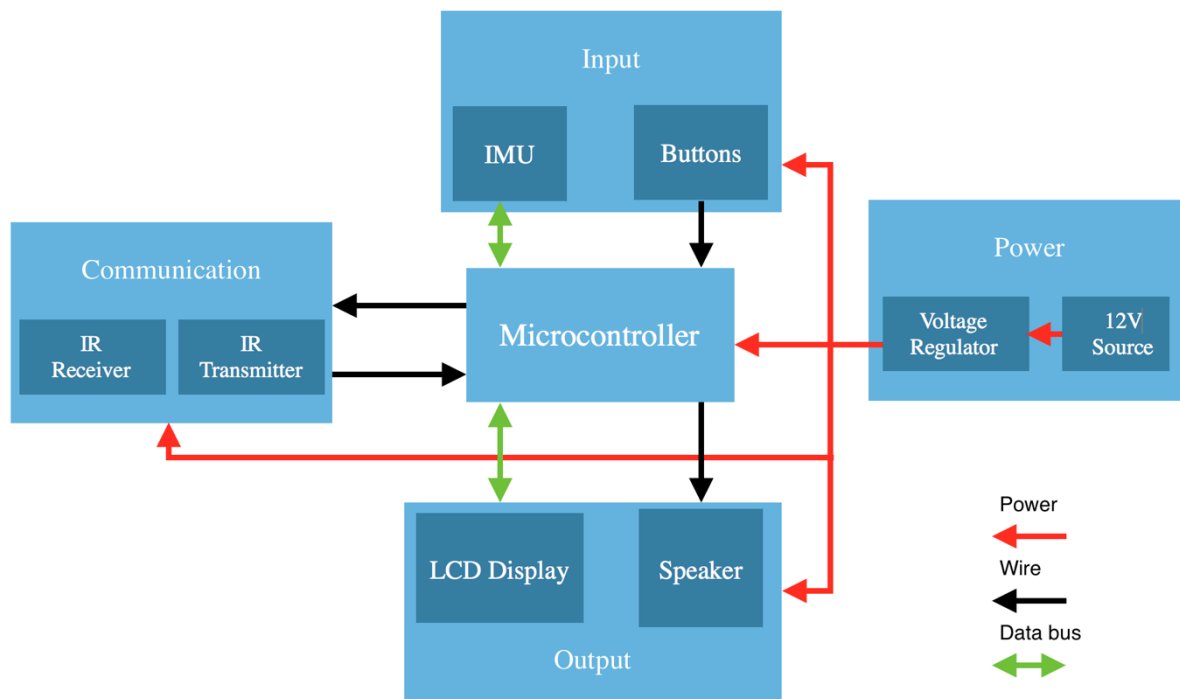 Input
IMU
Buttons
Communication
IR
Receiver
IR
Transmitter
Microcontroller
Power
Voltage
Regulator
12V
Source
LCD Display
Speaker
Output
Power
Wire
Data bus